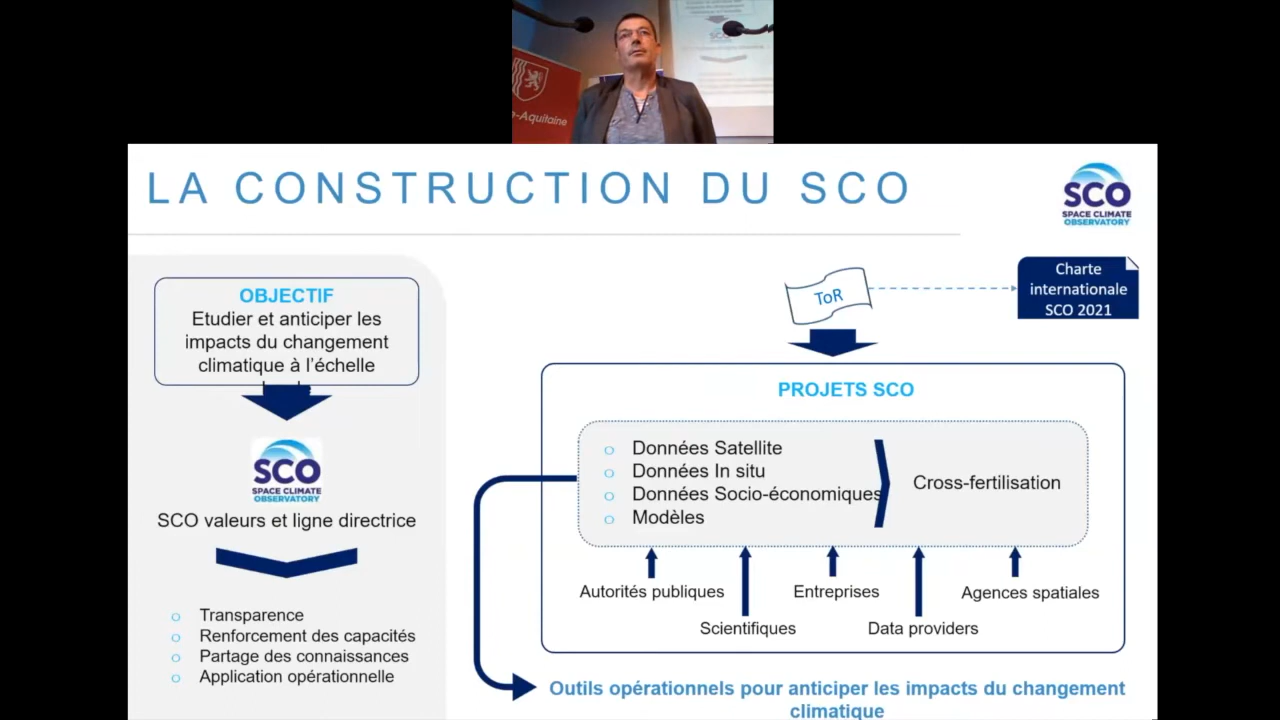 SCO
e-Aquitaine
LA CONSTRUCTION DU SCO
SCO
SPACE CLIMATE
OBSERVATORY
OBJECTIF
Etudier et anticiper les
impacts du changement
climatique à l'échelle
SCO
SPACE CLIMATE
OBSERVATORY
SCO valeurs et ligne directrice
o Transparence
o Renforcement des capacités
o Partage des connaissances
o Application opérationnelle
ToR
Charte
internationale
SCO 2021
PROJETS SCO
o Données Satellite
o Données In situ
o Données Socio-économiques
o Modèles
Cross-fertilisation
Autorités publiques
Entreprises
Agences spatiales
Scientifiques
Data providers
Outils opérationnels pour anticiper les impacts du changement
climatique